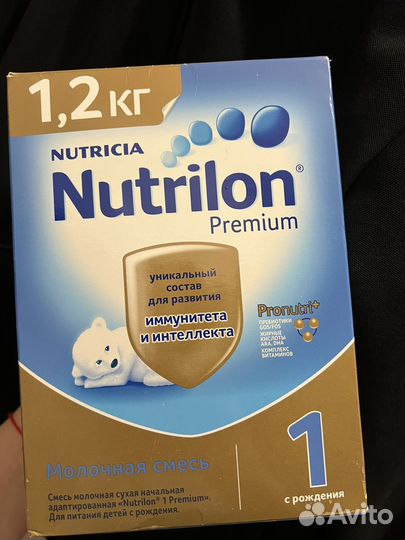 1,2 кг
NUTRICIA
Nutrilon®
Premium
уникальный
состав
для развития
иммунитета
и интеллекта
Pronutri+
ПРЕБИОТИКИ
GOS/FOS
ЖИРНЫЕ
КИСЛОТЫ
ARA, DHA
КОМПЛЕКС
ВИТАМИНОВ
Молочная смесь
1
с рождения
Смесь молочная сухая начальная
адаптированная «Nutrilon® 1 Premium».
Для питания детей с рождения.
Avito